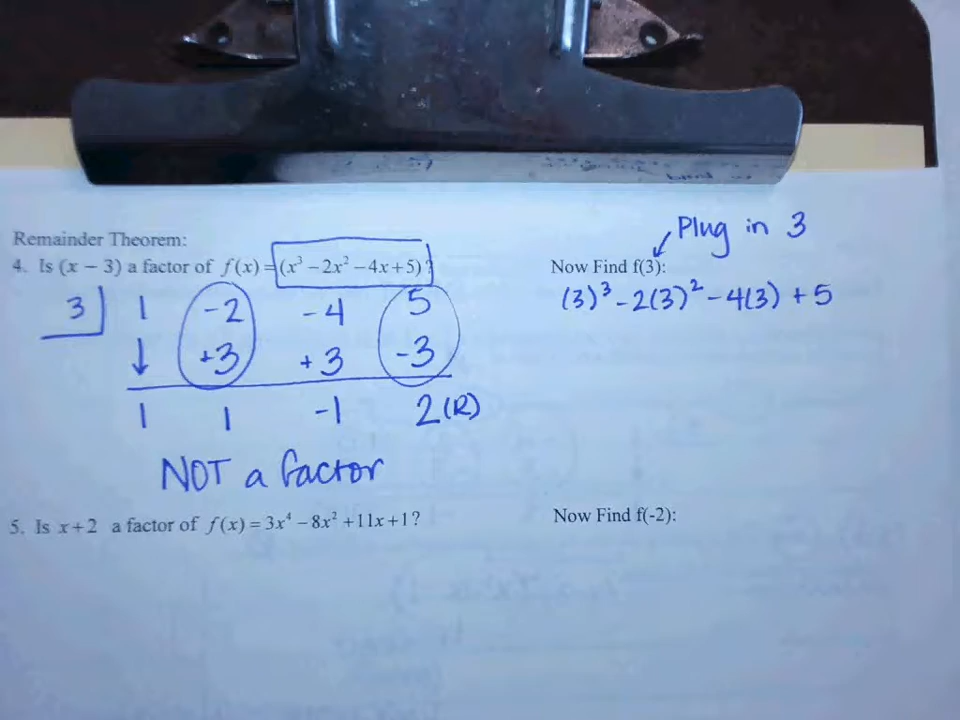 Plug in 3
Remainder Theorem:
4. Is (x − 3) a factor of f(x) = (x³ − 2x² − 4x + 5)?
Now Find f(3):
(3)³ - 2(3)² - 4(3) + 5
3 1 -2 -4 5
↓ +3 +3 -3
1 1 -1 2 (R)
NOT a factor
5. Is x + 2 a factor of f(x) = 3x⁴ − 8x² + 11x + 1?
Now Find f(-2):